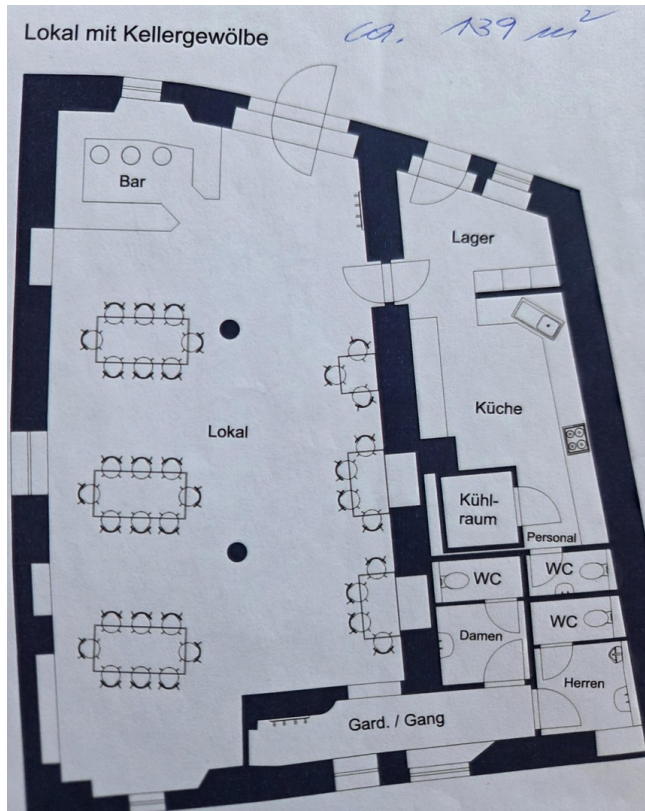 Lokal mit Kellergewölbe
ca. 139 m²
Bar
Lager
Lokal
Küche
Kühl-
raum
Personal
WC
WC
WC
Damen
Herren
Gard. / Gang